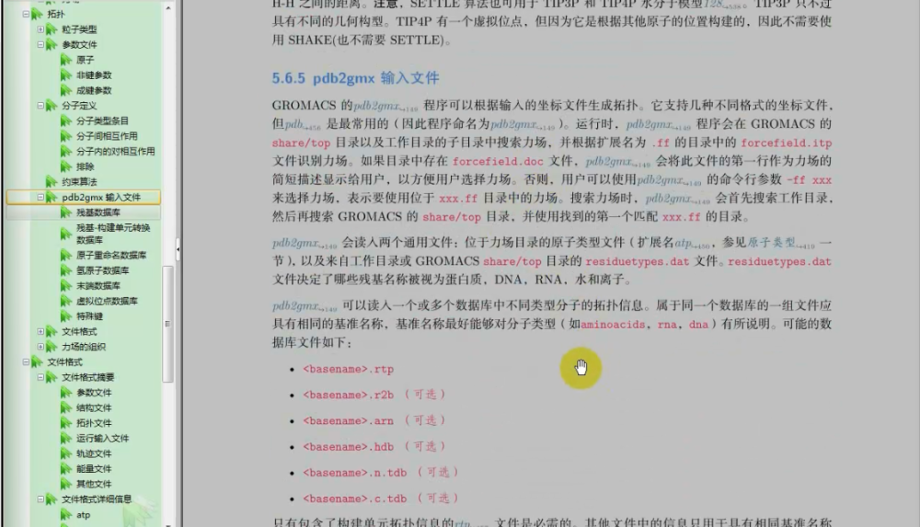 拓扑
粒子类型
参数文件
原子
非键参数
成键参数
分子定义
分子类型条目
分子间相互作用
分子内的对相互作用
排除
约束算法
pdb2gmx 输入文件
残基数据库
残基-构建单元转换
数据库
原子重命名数据库
氢原子数据库
末端数据库
虚拟位点数据库
特殊键
文件格式
力场的组织
文件格式
文件格式摘要
参数文件
结构文件
拓扑文件
运行输入文件
轨迹文件
能量文件
其他文件
文件格式详细信息
atp
H-H 之间的距离。注意，SETTLE 算法也可用于 TIP3P 和 TIP4P 水分子模型128。TIP3P 只不过
具有不同的几何构型。TIP4P 有一个虚拟位点，但因为它是根据其他原子的位置构建的，因此不需要使
用 SHAKE(也不需要 SETTLE)。
5.6.5 pdb2gmx 输入文件
GROMACS 的pdb2gmx→149 程序可以根据输入的坐标文件生成拓扑。它支持几种不同格式的坐标文件，
但pdb→456 是最常用的（因此程序命名为pdb2gmx→149 ）。运行时，pdb2gmx→149 程序会在 GROMACS 的
share/top 目录以及工作目录的子目录中搜索力场，并根据扩展名为 .ff 的目录中的 forcefield.itp
文件识别力场。如果目录中存在 forcefield.doc 文件，pdb2gmx→149 会将此文件的第一行作为力场的
简短描述显示给用户，以方便用户选择力场。否则，用户可以使用pdb2gmx→149 的命令行参数 -ff xxx
来选择力场，表示要使用位于 xxx.ff 目录中的力场。搜索力场时，pdb2gmx→149 会首先搜索工作目录，
然后再搜索 GROMACS 的 share/top 目录，并使用找到的第一个匹配 xxx.ff 的目录。
pdb2gmx→149 会读入两个通用文件：位于力场目录的原子类型文件（扩展名atp→450，参见原子类型→410 一
节），以及来自工作目录或 GROMACS share/top 目录的 residuetypes.dat 文件。residuetypes.dat
文件决定了哪些残基名称被视为蛋白质，DNA，RNA，水和离子。
pdb2gmx→149 可以读入一个或多个数据库中不同类型分子的拓扑信息。属于同一个数据库的一组文件应
具有相同的基准名称，基准名称最好能够对分子类型（如aminoacids，rna，dna）有所说明。可能的数
据库文件如下：
• <basename>.rtp
• <basename>.r2b （可选）
• <basename>.arn （可选）
• <basename>.hdb （可选）
• <basename>.n.tdb （可选）
• <basename>.c.tdb （可选）
只有包含了构建单元拓扑信息的rtp 文件是必需的。其他文件中的信息只用于具有相同基准名称